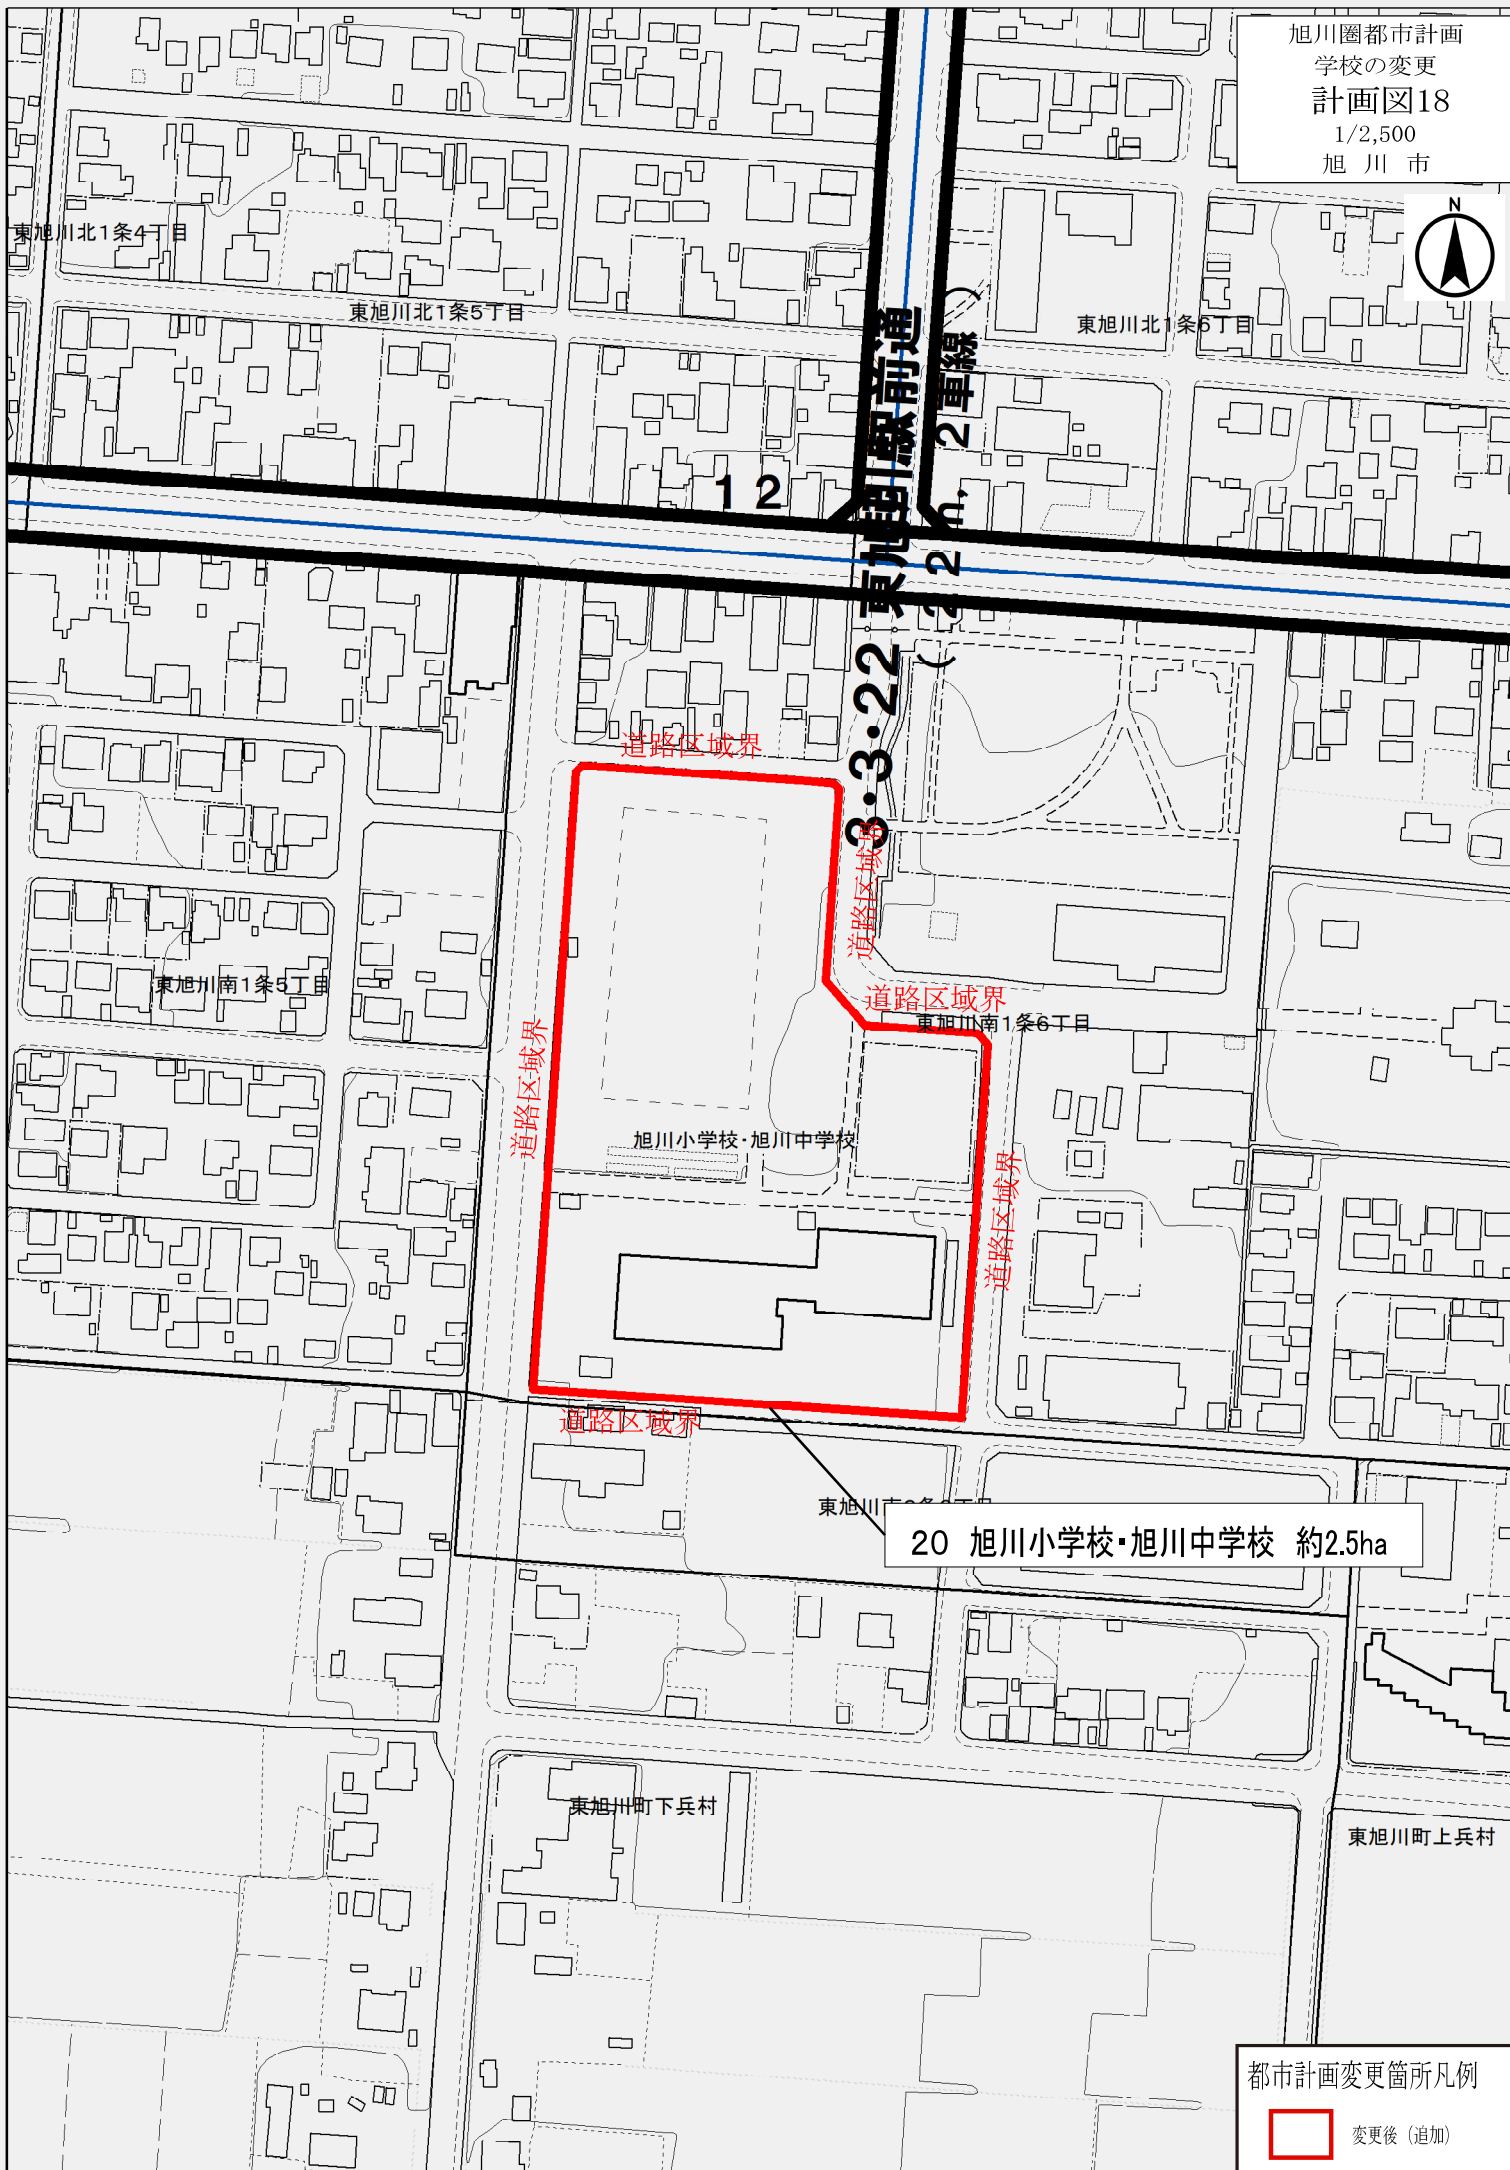 旭川圏都市計画
学校の変更
計画図18
1/2,500
旭川市
N
東旭川北1条4丁目
東旭川北1条5丁目
東旭川北1条6丁目
12
3・3・22 東旭川駅前通
(22m, 2車線)
道路区域界
道路区域界
道路区域界
東旭川南1条5丁目
東旭川南1条6丁目
道路区域界
旭川小学校・旭川中学校
道路区域界
道路区域界
東旭川南
20 旭川小学校・旭川中学校 約2.5ha
東旭川町下兵村
東旭川町上兵村
都市計画変更箇所凡例
変更後（追加）